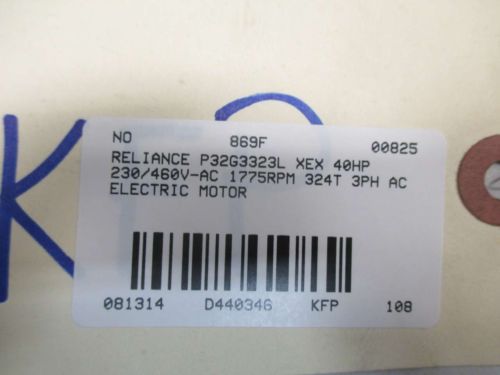 KFP
NO 869F 00825
RELIANCE P32G3323L XEX 40HP
230/460V-AC 1775RPM 324T 3PH AC
ELECTRIC MOTOR
081314 D440346 KFP 108